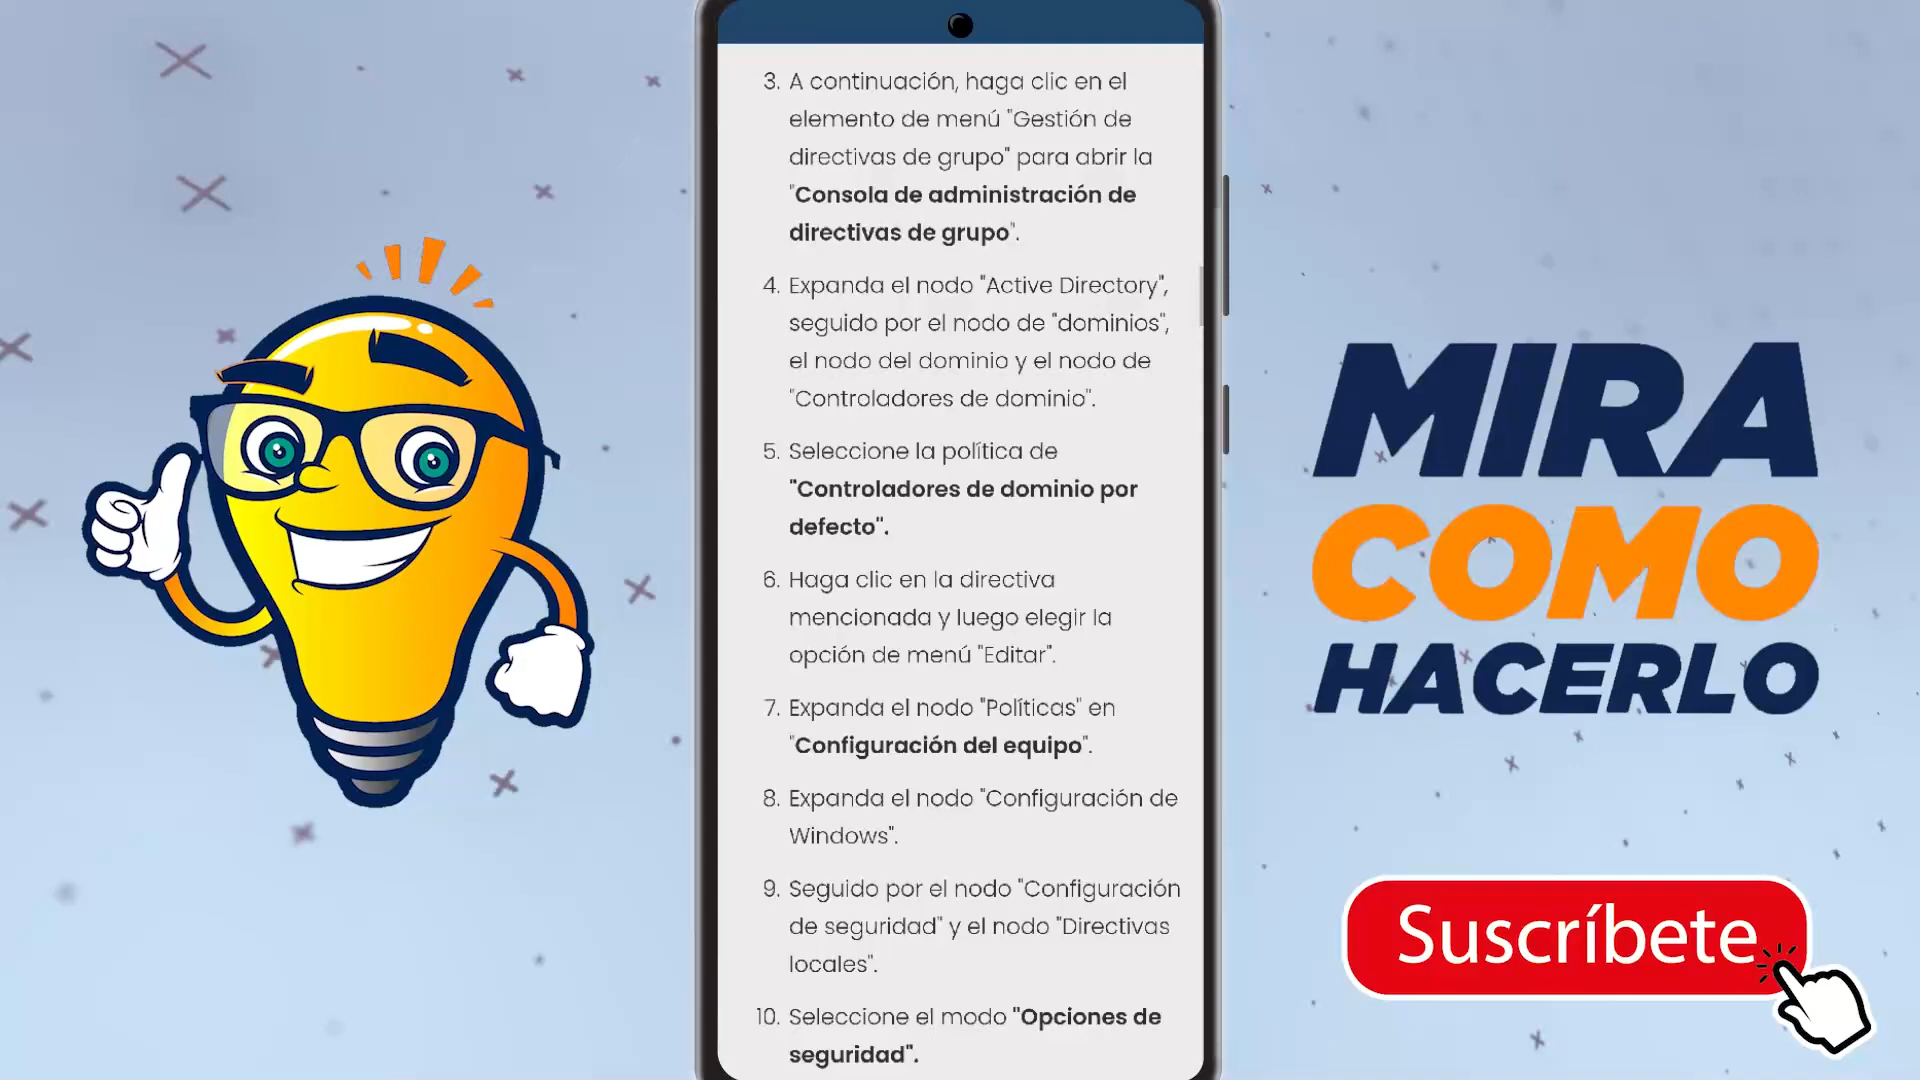 3. A continuación, haga clic en el
elemento de menú "Gestión de
directivas de grupo" para abrir la
"Consola de administración de
directivas de grupo".
4. Expanda el nodo "Active Directory",
seguido por el nodo de "dominios",
el nodo del dominio y el nodo de
"Controladores de dominio".
5. Seleccione la política de
"Controladores de dominio por
defecto".
6. Haga clic en la directiva
mencionada y luego elegir la
opción de menú "Editar".
7. Expanda el nodo "Políticas" en
"Configuración del equipo".
8. Expanda el nodo "Configuración de
Windows".
9. Seguido por el nodo "Configuración
de seguridad" y el nodo "Directivas
locales".
10. Seleccione el modo "Opciones de
seguridad".
MIRA
COMO
HACERLO
Suscríbete